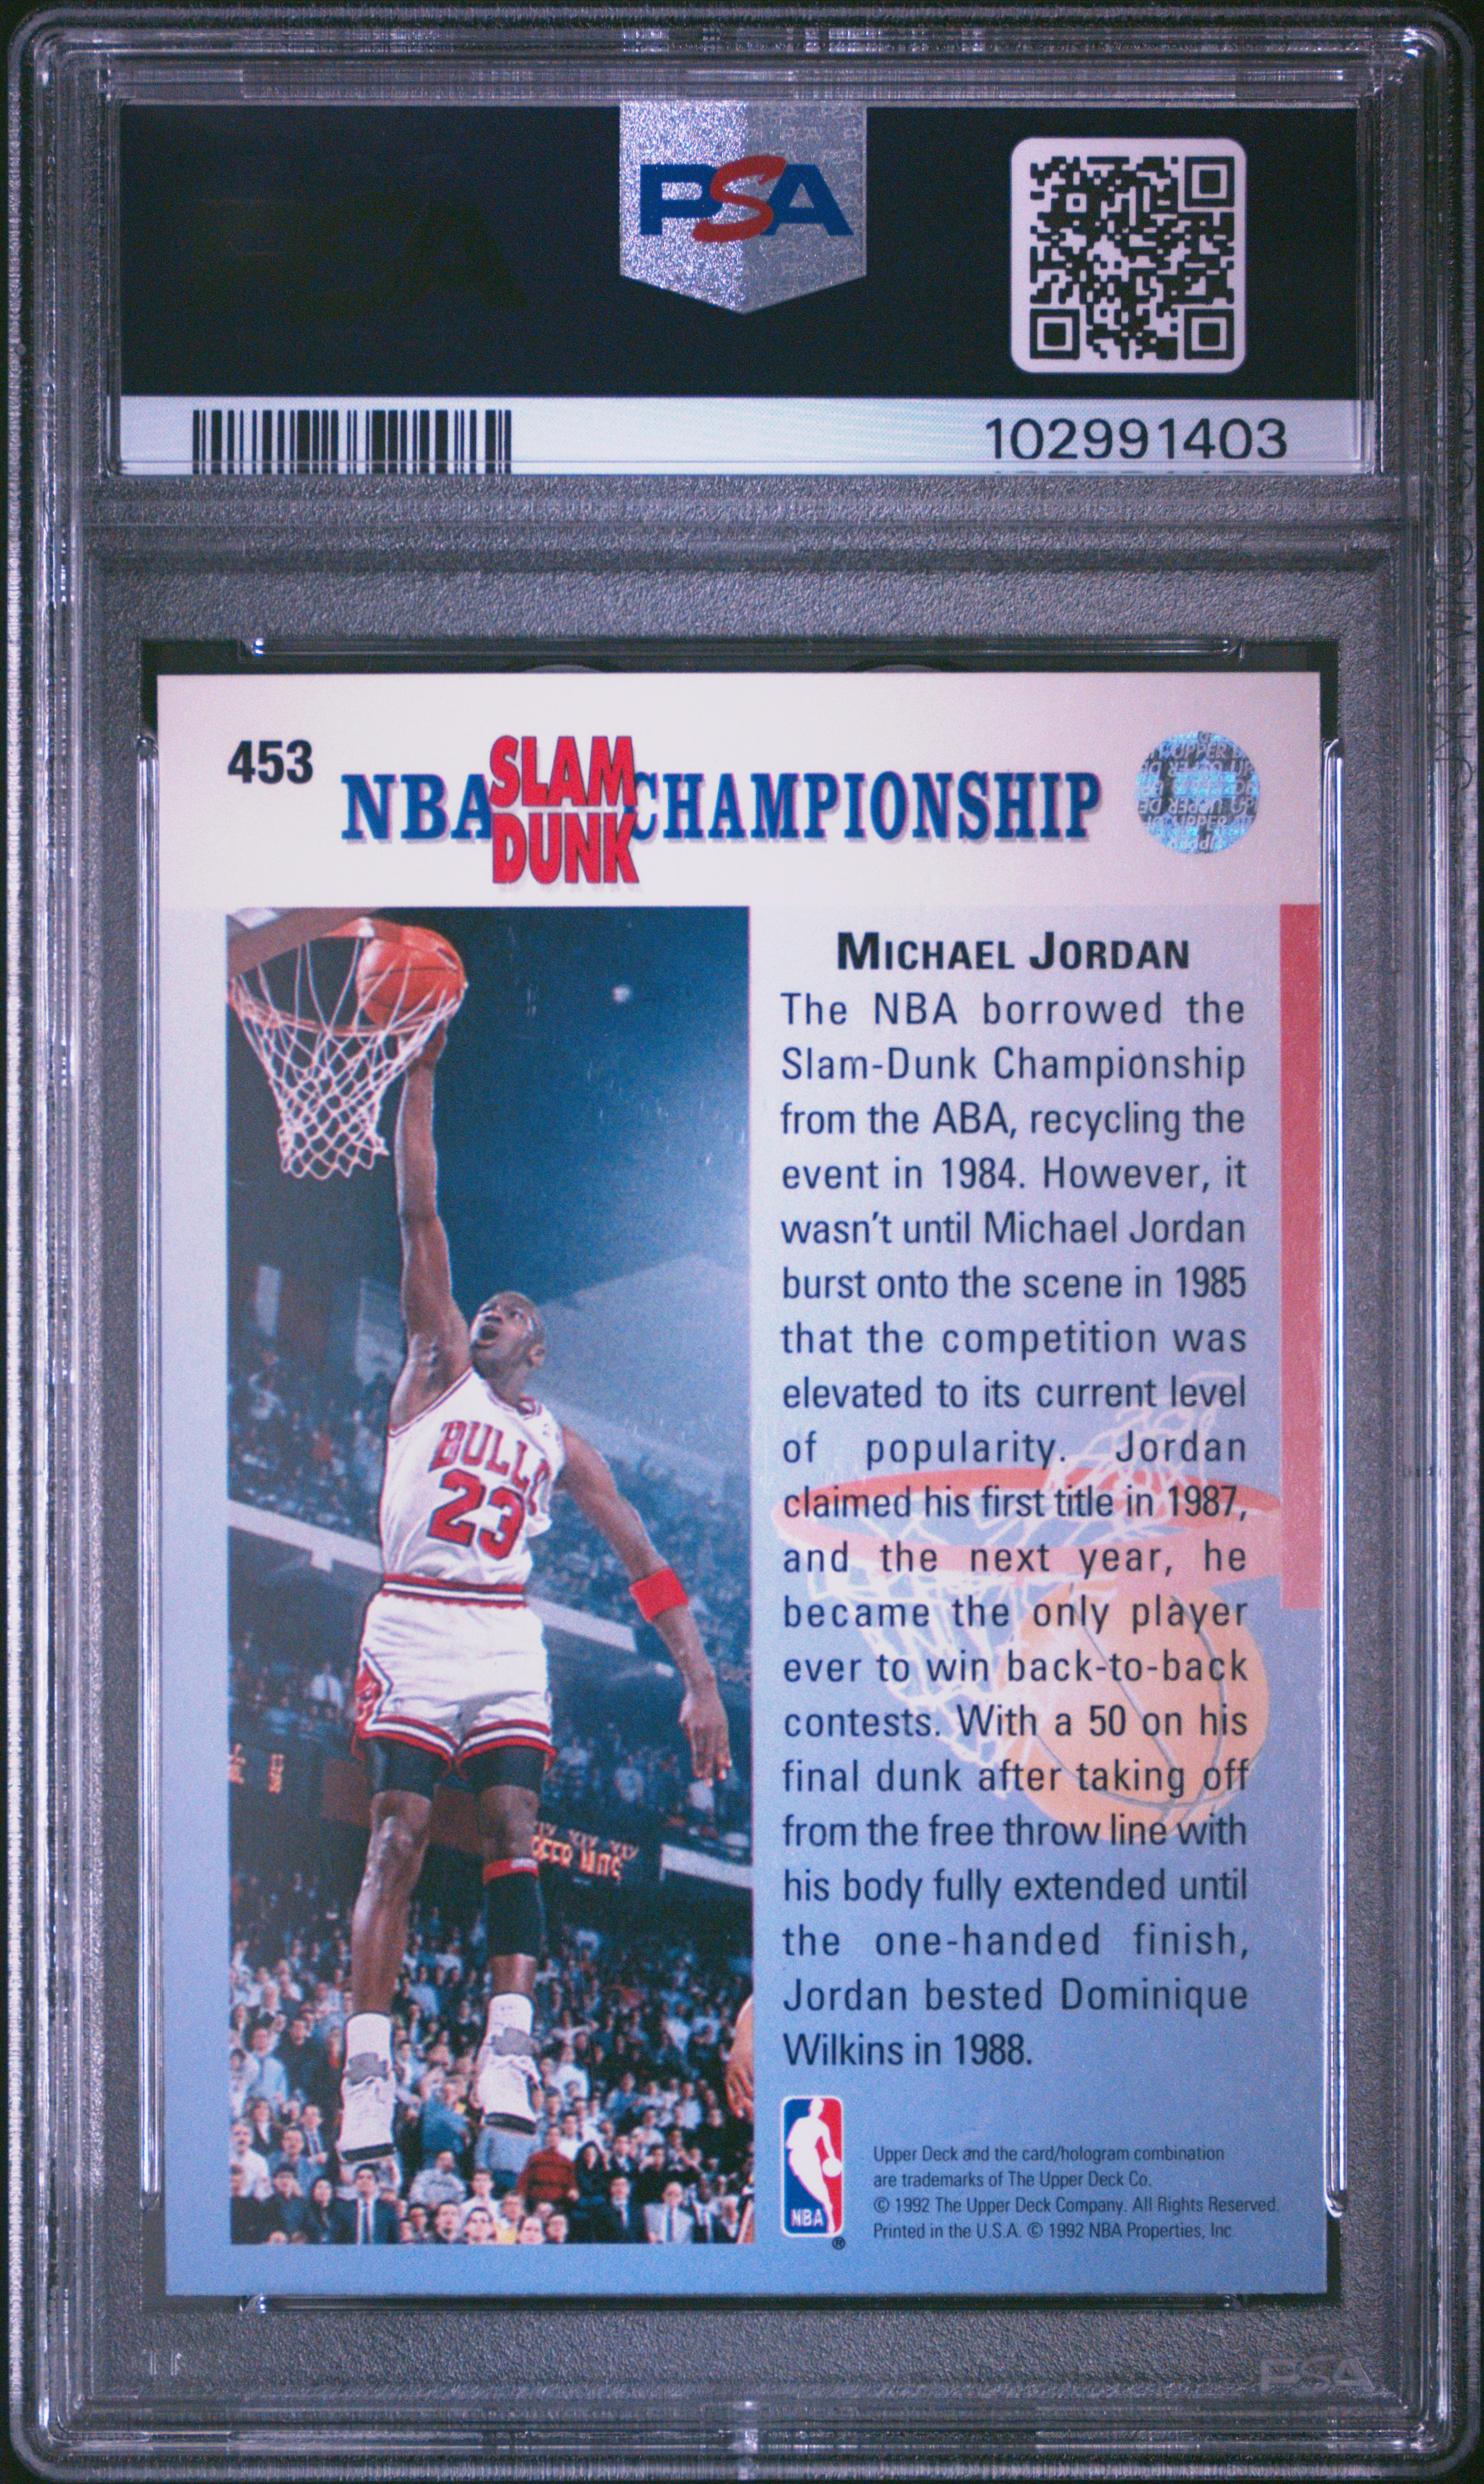 PSA
102991403
453
NBA SLAM DUNK CHAMPIONSHIP
MICHAEL JORDAN
The NBA borrowed the
Slam-Dunk Championship
from the ABA, recycling the
event in 1984. However, it
wasn't until Michael Jordan
burst onto the scene in 1985
that the competition was
elevated to its current level
of popularity. Jordan
claimed his first title in 1987,
and the next year, he
became the only player
ever to win back-to-back
contests. With a 50 on his
final dunk after taking off
from the free throw line with
his body fully extended until
the one-handed finish,
Jordan bested Dominique
Wilkins in 1988.
BULLS
23
NBA
®
Upper Deck and the card/hologram combination
are trademarks of The Upper Deck Co.
© 1992 The Upper Deck Company. All Rights Reserved.
Printed in the U.S.A. © 1992 NBA Properties, Inc.
PSA